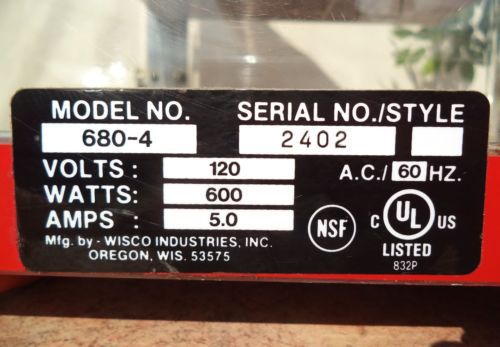 MODEL NO. SERIAL NO./STYLE
680-4 2402
VOLTS: 120 A.C./ 60 HZ.
WATTS: 600
AMPS: 5.0
NSF
C UL US
LISTED
832P
Mfg. by - WISCO INDUSTRIES, INC.
OREGON, WIS. 53575